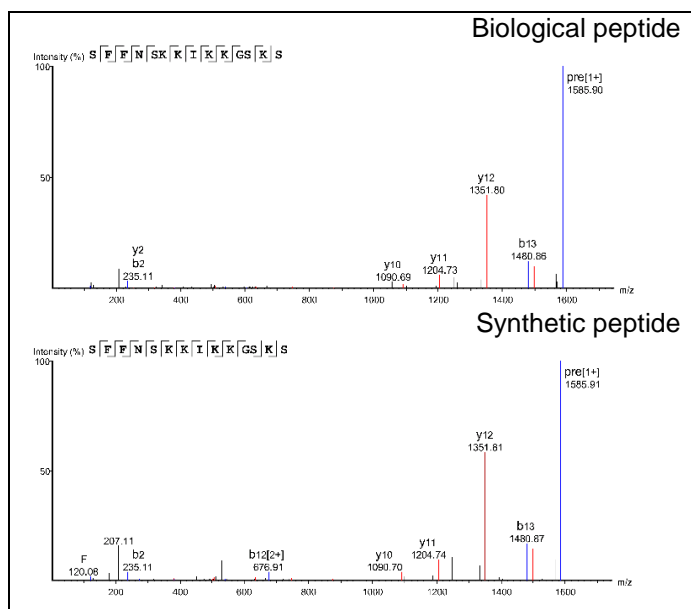 Biological peptide
Intensity (%) S F F N S K K I K K G S K S
100
50
y2
b2
235.11
y10
1090.69
y11
1204.73
y12
1351.80
b13
1480.86
pre[1+]
1585.90
200 400 600 800 1000 1200 1400 1600 m/z
Synthetic peptide
Intensity (%) S F F N S K K I K K G S K S
100
50
F
120.08
207.11
b2
235.11
b12[2+]
676.91
y10
1090.70
y11
1204.74
y12
1351.81
b13
1480.87
pre[1+]
1585.91
200 400 600 800 1000 1200 1400 1600 m/z